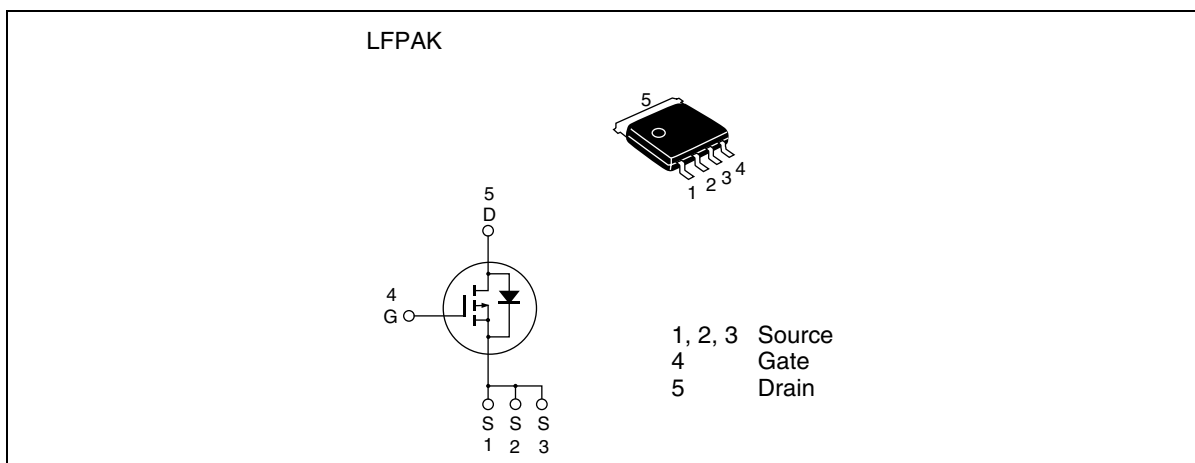 LFPAK
5
1 2 3 4
5
D
4
G
S S S
1 2 3
1, 2, 3 Source
4 Gate
5 Drain